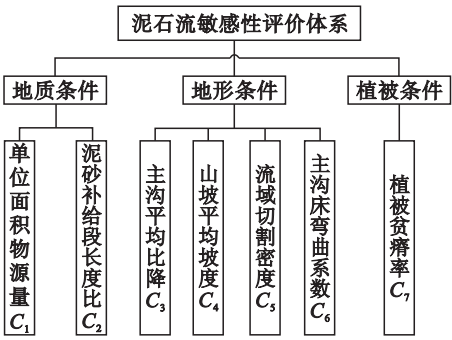 泥石流敏感性评价体系
地质条件
地形条件
植被条件
单位面积物源量C₁
泥砂补给段长度比C₂
主沟平均比降C₃
山坡平均坡度C₄
流域切割密度C₅
主沟床弯曲系数C₆
植被贫瘠率C₇